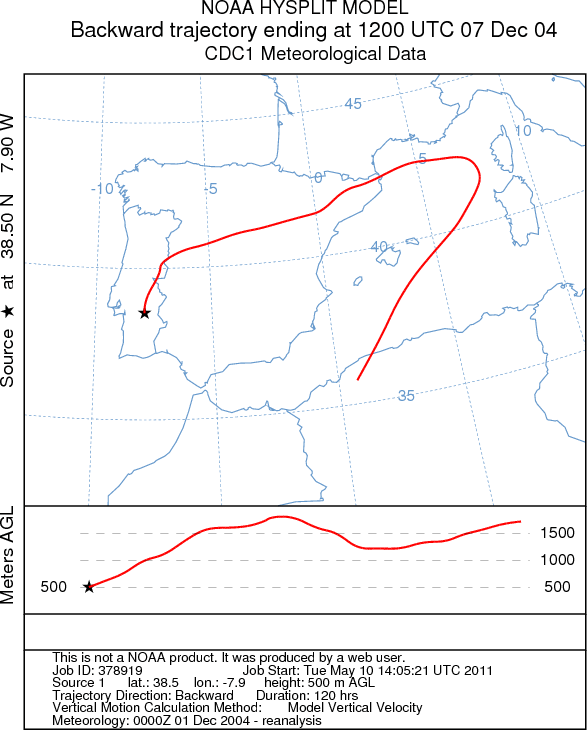 NOAA HYSPLIT MODEL
Backward trajectory ending at 1200 UTC 07 Dec 04
CDC1 Meteorological Data
Source ★ at 38.50 N 7.90 W
45
10
5
0
-5
-10
40
35
Meters AGL
1500
1000
500
500
This is not a NOAA product. It was produced by a web user.
Job ID: 378919 Job Start: Tue May 10 14:05:21 UTC 2011
Source 1 lat.: 38.5 lon.: -7.9 height: 500 m AGL
Trajectory Direction: Backward Duration: 120 hrs
Vertical Motion Calculation Method: Model Vertical Velocity
Meteorology: 0000Z 01 Dec 2004 - reanalysis